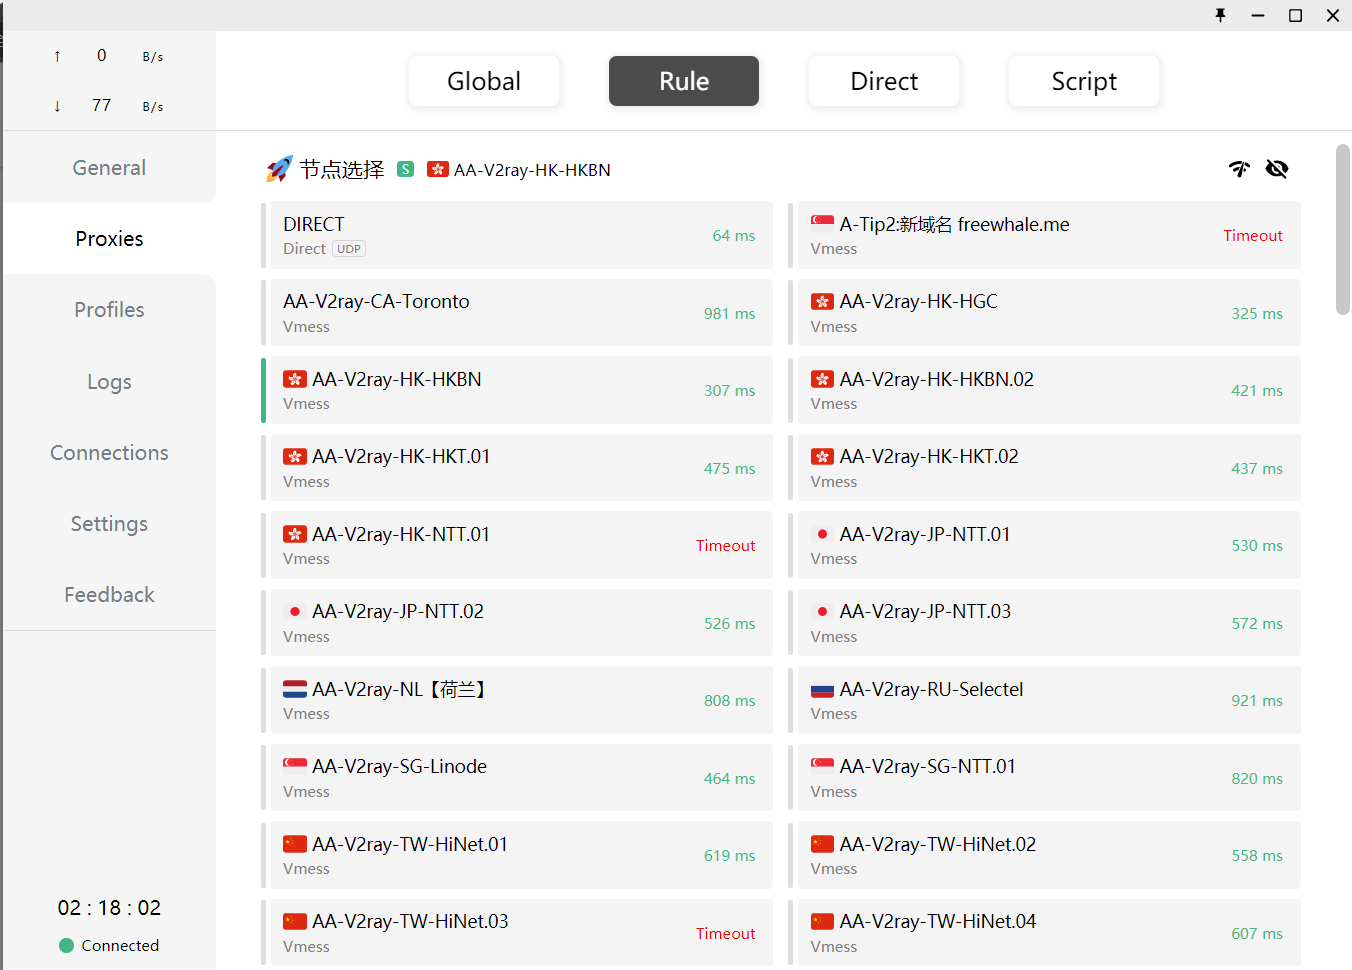 ↑ 0 B/s
↓ 77 B/s
General
Proxies
Profiles
Logs
Connections
Settings
Feedback
02 : 18 : 02
Connected
Global
Rule
Direct
Script
节点选择 S AA-V2ray-HK-HKBN
DIRECT
Direct UDP
64 ms
A-Tip2:新域名 freewhale.me
Vmess
Timeout
AA-V2ray-CA-Toronto
Vmess
981 ms
AA-V2ray-HK-HGC
Vmess
325 ms
AA-V2ray-HK-HKBN
Vmess
307 ms
AA-V2ray-HK-HKBN.02
Vmess
421 ms
AA-V2ray-HK-HKT.01
Vmess
475 ms
AA-V2ray-HK-HKT.02
Vmess
437 ms
AA-V2ray-HK-NTT.01
Vmess
Timeout
AA-V2ray-JP-NTT.01
Vmess
530 ms
AA-V2ray-JP-NTT.02
Vmess
526 ms
AA-V2ray-JP-NTT.03
Vmess
572 ms
AA-V2ray-NL【荷兰】
Vmess
808 ms
AA-V2ray-RU-Selectel
Vmess
921 ms
AA-V2ray-SG-Linode
Vmess
464 ms
AA-V2ray-SG-NTT.01
Vmess
820 ms
AA-V2ray-TW-HiNet.01
Vmess
619 ms
AA-V2ray-TW-HiNet.02
Vmess
558 ms
AA-V2ray-TW-HiNet.03
Vmess
Timeout
AA-V2ray-TW-HiNet.04
Vmess
607 ms